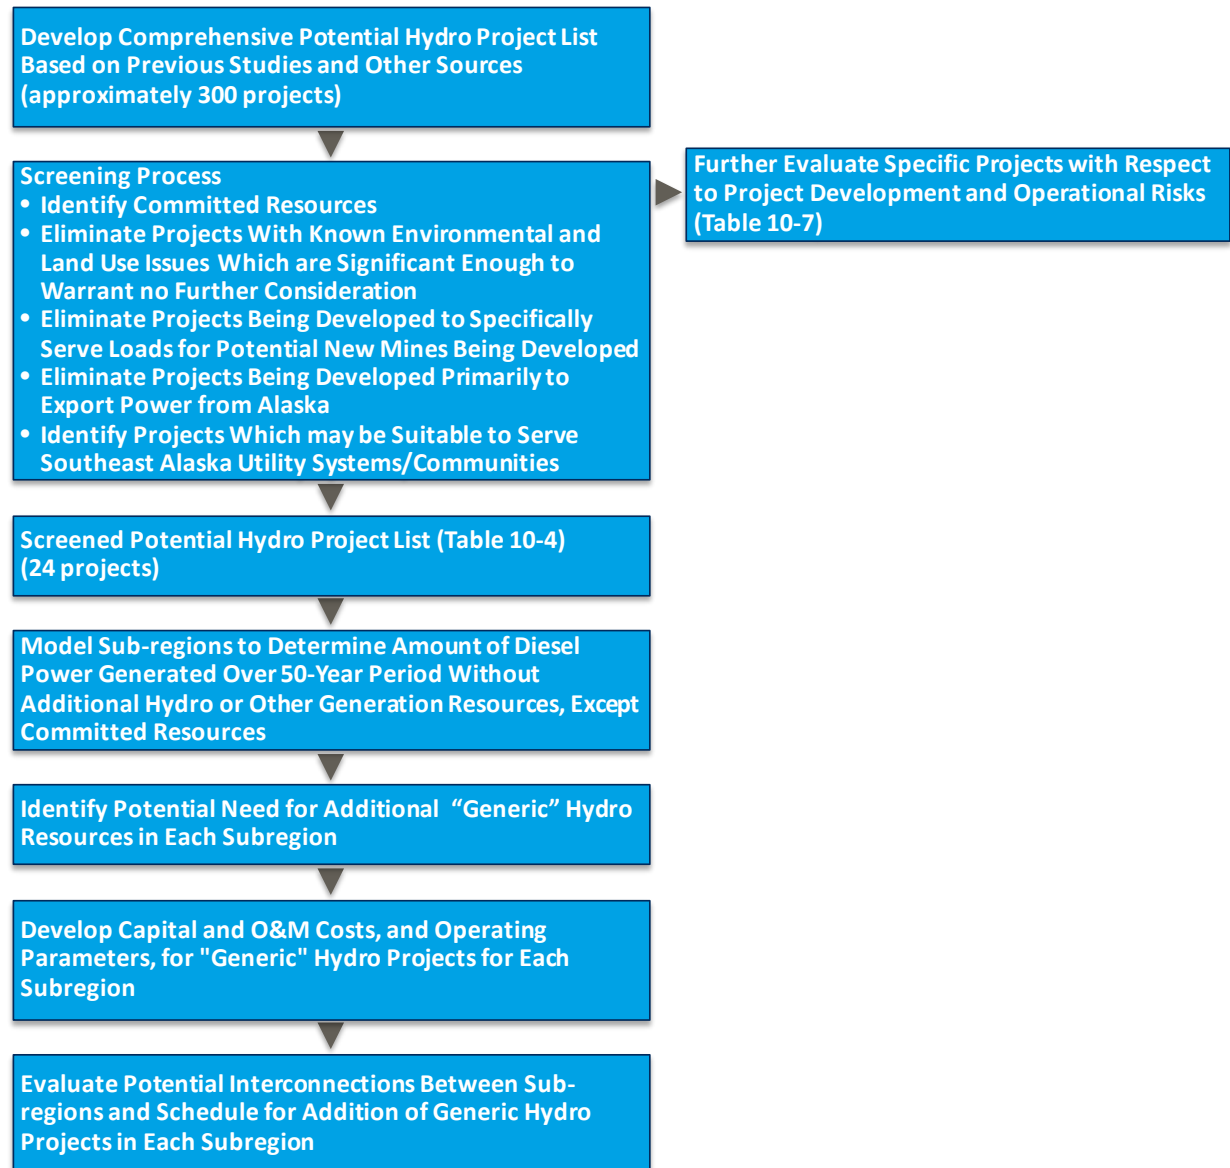 Develop Comprehensive Potential Hydro Project List
Based on Previous Studies and Other Sources
(approximately 300 projects)
Screening Process
• Identify Committed Resources
• Eliminate Projects With Known Environmental and
Land Use Issues Which are Significant Enough to
Warrant no Further Consideration
• Eliminate Projects Being Developed to Specifically
Serve Loads for Potential New Mines Being Developed
• Eliminate Projects Being Developed Primarily to
Export Power from Alaska
• Identify Projects Which may be Suitable to Serve
Southeast Alaska Utility Systems/Communities
Further Evaluate Specific Projects with Respect
to Project Development and Operational Risks
(Table 10-7)
Screened Potential Hydro Project List (Table 10-4)
(24 projects)
Model Sub-regions to Determine Amount of Diesel
Power Generated Over 50-Year Period Without
Additional Hydro or Other Generation Resources, Except
Committed Resources
Identify Potential Need for Additional “Generic” Hydro
Resources in Each Subregion
Develop Capital and O&M Costs, and Operating
Parameters, for "Generic" Hydro Projects for Each
Subregion
Evaluate Potential Interconnections Between Sub-
regions and Schedule for Addition of Generic Hydro
Projects in Each Subregion